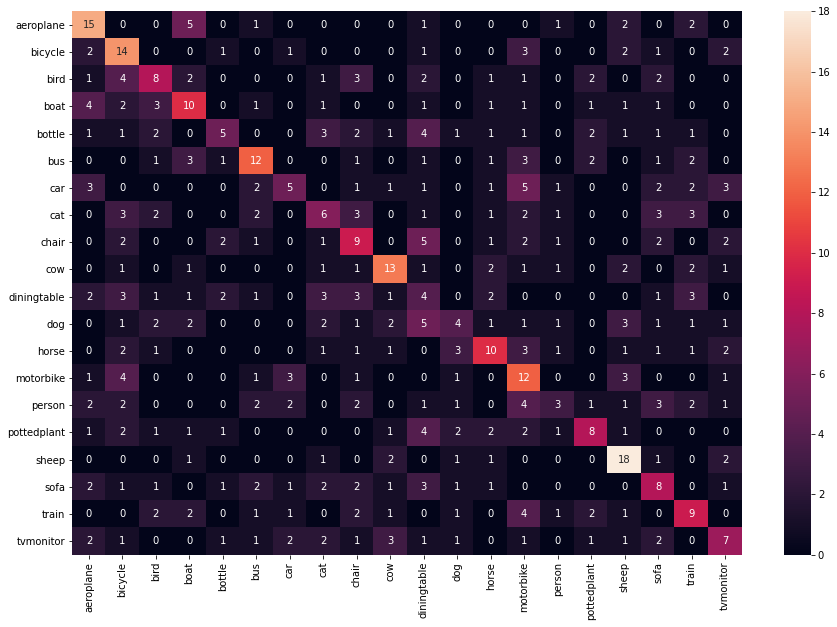 aeroplane 15 0 0 5 0 1 0 0 0 0 1 0 0 0 1 0 2 0 2 0
bicycle 2 14 0 0 1 0 1 0 0 0 1 0 0 3 0 0 2 1 0 2
bird 1 4 8 2 0 0 0 1 3 0 2 0 1 1 0 2 0 2 0 0
boat 4 2 3 10 0 1 0 1 0 0 1 0 1 1 0 1 1 1 0 0
bottle 1 1 2 0 5 0 0 3 2 1 4 1 1 1 0 2 1 1 1 0
bus 0 0 1 3 1 12 0 0 1 0 1 0 1 3 0 2 0 1 2 0
car 3 0 0 0 0 2 5 0 1 1 1 0 1 5 1 0 0 2 2 3
cat 0 3 2 0 0 2 0 6 3 0 1 0 1 2 1 0 0 3 3 0
chair 0 2 0 0 2 1 0 1 9 0 5 0 1 2 1 0 0 2 0 2
cow 0 1 0 1 0 0 0 1 1 13 1 0 2 1 1 0 2 0 2 1
diningtable 2 3 1 1 2 1 0 3 3 1 4 0 2 0 0 0 0 1 3 0
dog 0 1 2 2 0 0 0 2 1 2 5 4 1 1 1 0 3 1 1 1
horse 0 2 1 0 0 0 0 1 1 1 0 3 10 3 1 0 1 1 1 2
motorbike 1 4 0 0 0 1 3 0 1 0 0 1 0 12 0 0 3 0 0 1
person 2 2 0 0 0 2 2 0 2 0 1 1 0 4 3 1 1 3 2 1
pottedplant 1 2 1 1 1 0 0 0 0 1 4 2 2 2 1 8 1 0 0 0
sheep 0 0 0 1 0 0 0 1 0 2 0 1 1 0 0 0 18 1 0 2
sofa 2 1 1 0 1 2 1 2 2 1 3 1 1 0 0 0 0 8 0 1
train 0 0 2 2 0 1 1 0 2 1 0 1 0 4 1 2 1 0 9 0
tvmonitor 2 1 0 0 1 1 2 2 1 3 1 1 0 1 0 1 1 2 0 7
aeroplane
bicycle
bird
boat
bottle
bus
car
cat
chair
cow
diningtable
dog
horse
motorbike
person
pottedplant
sheep
sofa
train
tvmonitor
18
16
14
12
10
8
6
4
2
0